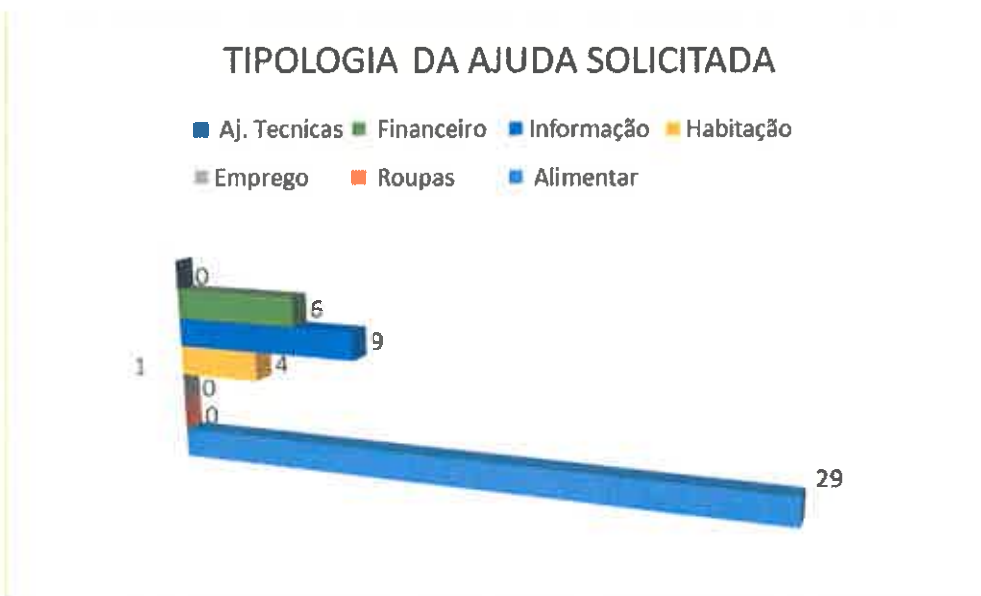 TIPOLOGIA DA AJUDA SOLICITADA
Aj. Tecnícas Financeiro Informação Habitação
Emprego Roupas Alimentar
0
6
9
1 4
0
0
29